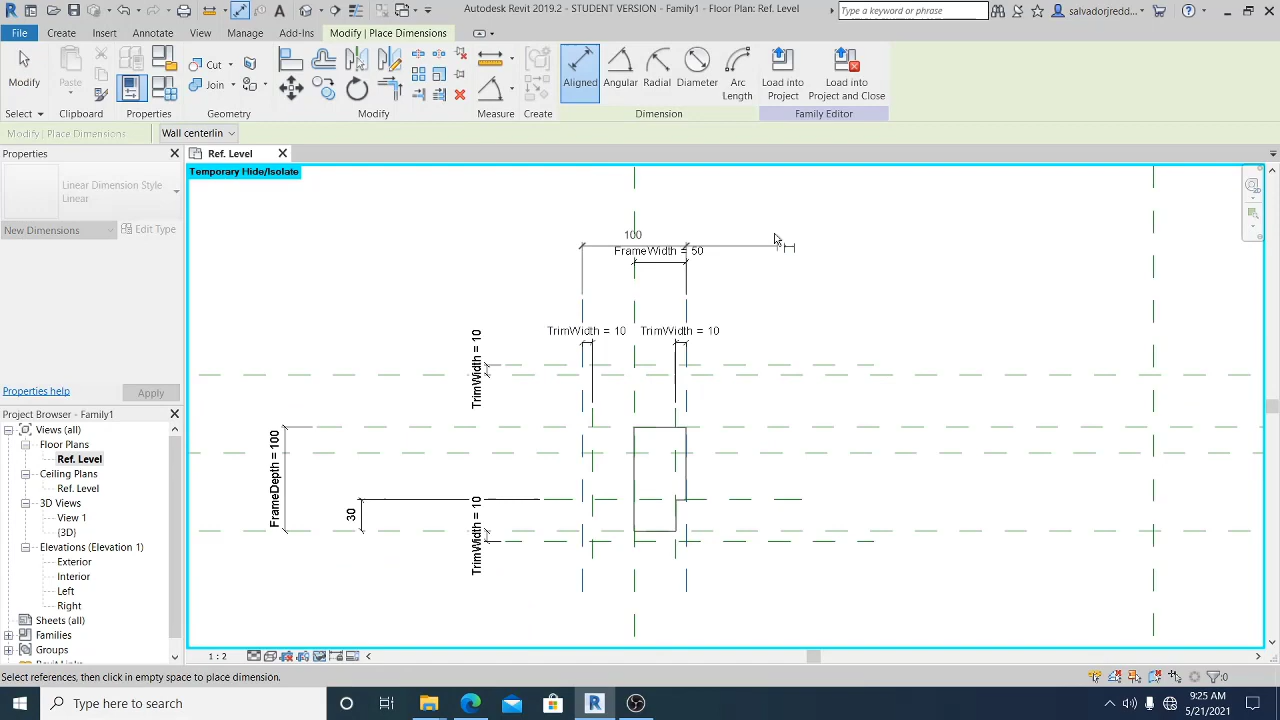 Autodesk Revit 2019.2 - STUDENT VERSION - Family1 - Floor Plan: Ref. Level
Type a keyword or phrase
salvadorjredd...
File Create Insert Annotate View Manage Add-Ins Modify | Place Dimensions
Modify
Paste
Cut
Join
Aligned
Angular
Radial
Diameter
Arc
Length
Load into
Project
Load into
Project and Close
Select Clipboard Properties Geometry Modify Measure Create Dimension Family Editor
Modify | Place Dimensions
Wall centerlin
Properties
Ref. Level
Linear Dimension Style
Linear
New Dimensions
Edit Type
Properties help
Apply
Project Browser - Family1
Views (all)
Floor Plans
Ref. Level
Ceiling Plans
Ref. Level
3D Views
View 1
{3D}
Elevations (Elevation 1)
Exterior
Interior
Left
Right
Sheets (all)
Families
Groups
Temporary Hide/Isolate
100
FrameWidth = 50
TrimWidth = 10
TrimWidth = 10
TrimWidth = 10
FrameDepth = 100
30
TrimWidth = 10
1 : 2
Select references, then click in empty space to place dimension.
:0
Type here to search
9:25 AM
5/21/2021